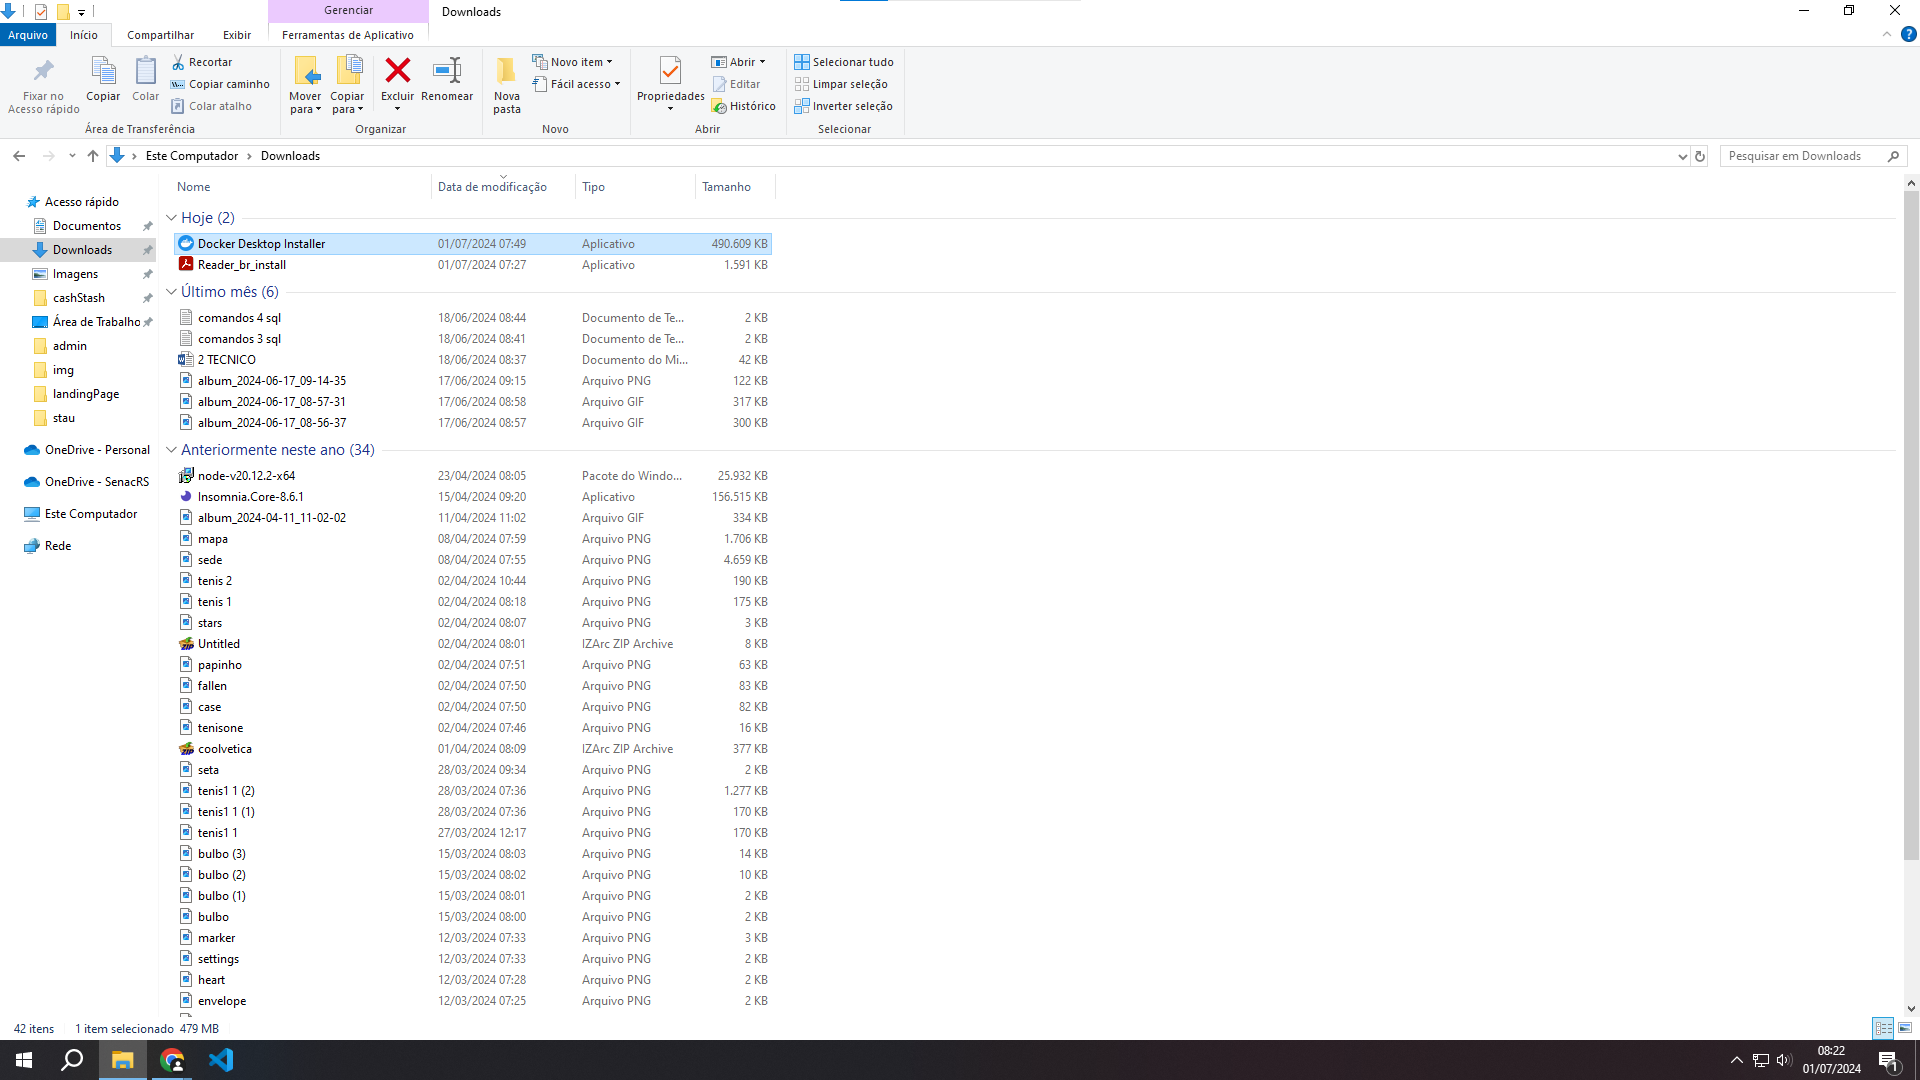 Gerenciar
Downloads
Arquivo
Início
Compartilhar
Exibir
Ferramentas de Aplicativo
Fixar no
Acesso rápido
Copiar
Colar
Recortar
Copiar caminho
Colar atalho
Área de Transferência
Mover
para
Copiar
para
Excluir
Renomear
Organizar
Nova
pasta
Novo item
Fácil acesso
Novo
Propriedades
Abrir
Editar
Histórico
Abrir
Selecionar tudo
Limpar seleção
Inverter seleção
Selecionar
Este Computador
Downloads
Pesquisar em Downloads
Acesso rápido
Documentos
Downloads
Imagens
cashStash
Área de Trabalho
admin
img
landingPage
stau
OneDrive - Personal
OneDrive - SenacRS
Este Computador
Rede
Nome Data de modificação Tipo Tamanho
Hoje (2)
Docker Desktop Installer 01/07/2024 07:49 Aplicativo 490.609 KB
Reader_br_install 01/07/2024 07:27 Aplicativo 1.591 KB
Último mês (6)
comandos 4 sql 18/06/2024 08:44 Documento de Te... 2 KB
comandos 3 sql 18/06/2024 08:41 Documento de Te... 2 KB
2 TECNICO 18/06/2024 08:37 Documento do Mi... 42 KB
album_2024-06-17_09-14-35 17/06/2024 09:15 Arquivo PNG 122 KB
album_2024-06-17_08-57-31 17/06/2024 08:58 Arquivo GIF 317 KB
album_2024-06-17_08-56-37 17/06/2024 08:57 Arquivo GIF 300 KB
Anteriormente neste ano (34)
node-v20.12.2-x64 23/04/2024 08:05 Pacote do Windo... 25.932 KB
Insomnia.Core-8.6.1 15/04/2024 09:20 Aplicativo 156.515 KB
album_2024-04-11_11-02-02 11/04/2024 11:02 Arquivo GIF 334 KB
mapa 08/04/2024 07:59 Arquivo PNG 1.706 KB
sede 08/04/2024 07:55 Arquivo PNG 4.659 KB
tenis 2 02/04/2024 10:44 Arquivo PNG 190 KB
tenis 1 02/04/2024 08:18 Arquivo PNG 175 KB
stars 02/04/2024 08:07 Arquivo PNG 3 KB
Untitled 02/04/2024 08:01 IZArc ZIP Archive 8 KB
papinho 02/04/2024 07:51 Arquivo PNG 63 KB
fallen 02/04/2024 07:50 Arquivo PNG 83 KB
case 02/04/2024 07:50 Arquivo PNG 82 KB
tenisone 02/04/2024 07:46 Arquivo PNG 16 KB
coolvetica 01/04/2024 08:09 IZArc ZIP Archive 377 KB
seta 28/03/2024 09:34 Arquivo PNG 2 KB
tenis1 1 (2) 28/03/2024 07:36 Arquivo PNG 1.277 KB
tenis1 1 (1) 28/03/2024 07:36 Arquivo PNG 170 KB
tenis1 1 27/03/2024 12:17 Arquivo PNG 170 KB
bulbo (3) 15/03/2024 08:03 Arquivo PNG 14 KB
bulbo (2) 15/03/2024 08:02 Arquivo PNG 10 KB
bulbo (1) 15/03/2024 08:01 Arquivo PNG 2 KB
bulbo 15/03/2024 08:00 Arquivo PNG 2 KB
marker 12/03/2024 07:33 Arquivo PNG 3 KB
settings 12/03/2024 07:33 Arquivo PNG 2 KB
heart 12/03/2024 07:28 Arquivo PNG 2 KB
envelope 12/03/2024 07:25 Arquivo PNG 2 KB
42 itens 1 item selecionado 479 MB
08:22
01/07/2024
1